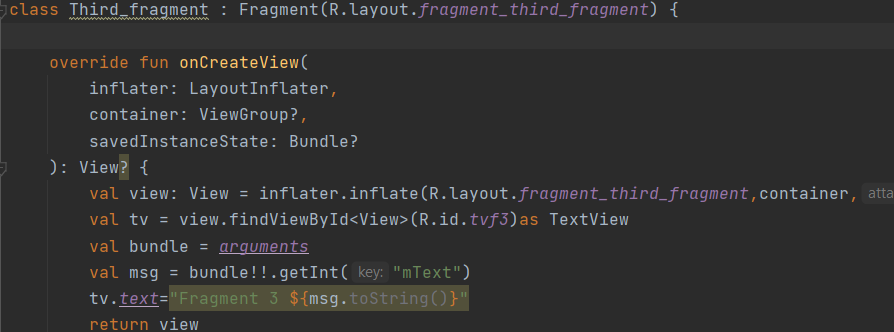 class Third_fragment : Fragment(R.layout.fragment_third_fragment) {
override fun onCreateView(
inflater: LayoutInflater,
container: ViewGroup?,
savedInstanceState: Bundle?
): View? {
val view: View = inflater.inflate(R.layout.fragment_third_fragment,container, atta
val tv = view.findViewById<View>(R.id.tvf3)as TextView
val bundle = arguments
val msg = bundle!!.getInt( key: "mText")
tv.text="Fragment 3 ${msg.toString()}"
return view